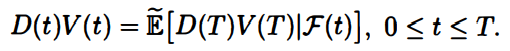 D(t)V(t) = 𝔼̃[D(T)V(T)|ℱ(t)], 0 ≤ t ≤ T.